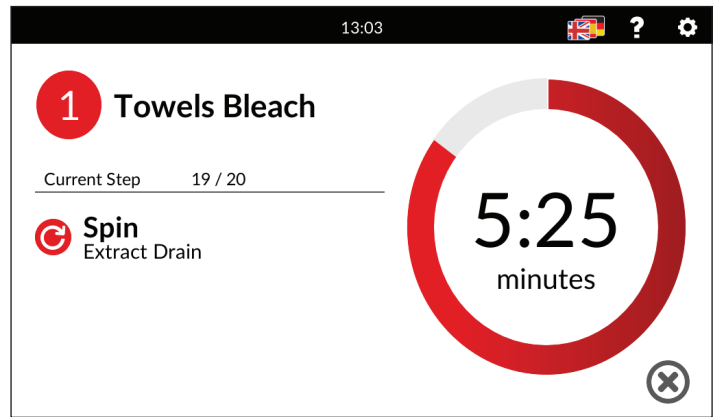 13:03
?
1 Towels Bleach
Current Step 19 / 20
Spin
Extract Drain
5:25
minutes